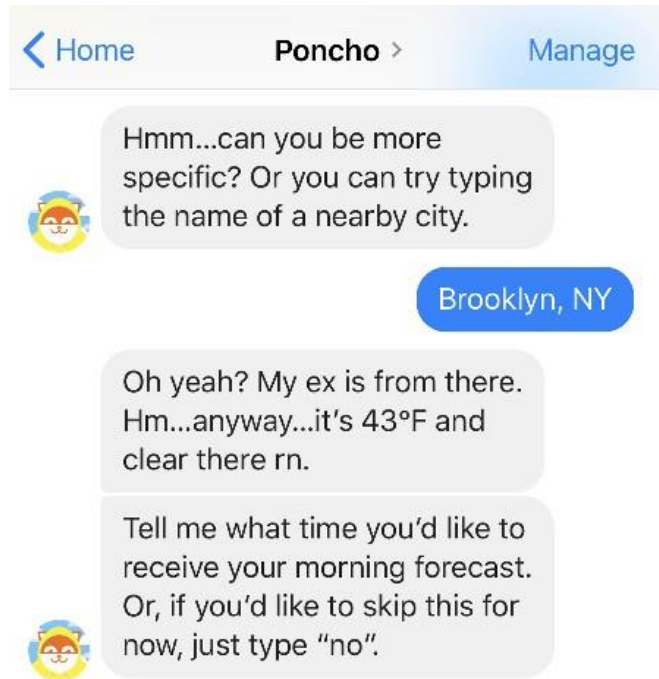 Home Poncho > Manage
Hmm...can you be more
specific? Or you can try typing
the name of a nearby city.
Brooklyn, NY
Oh yeah? My ex is from there.
Hm...anyway...it's 43°F and
clear there rn.
Tell me what time you'd like to
receive your morning forecast.
Or, if you'd like to skip this for
now, just type “no”.